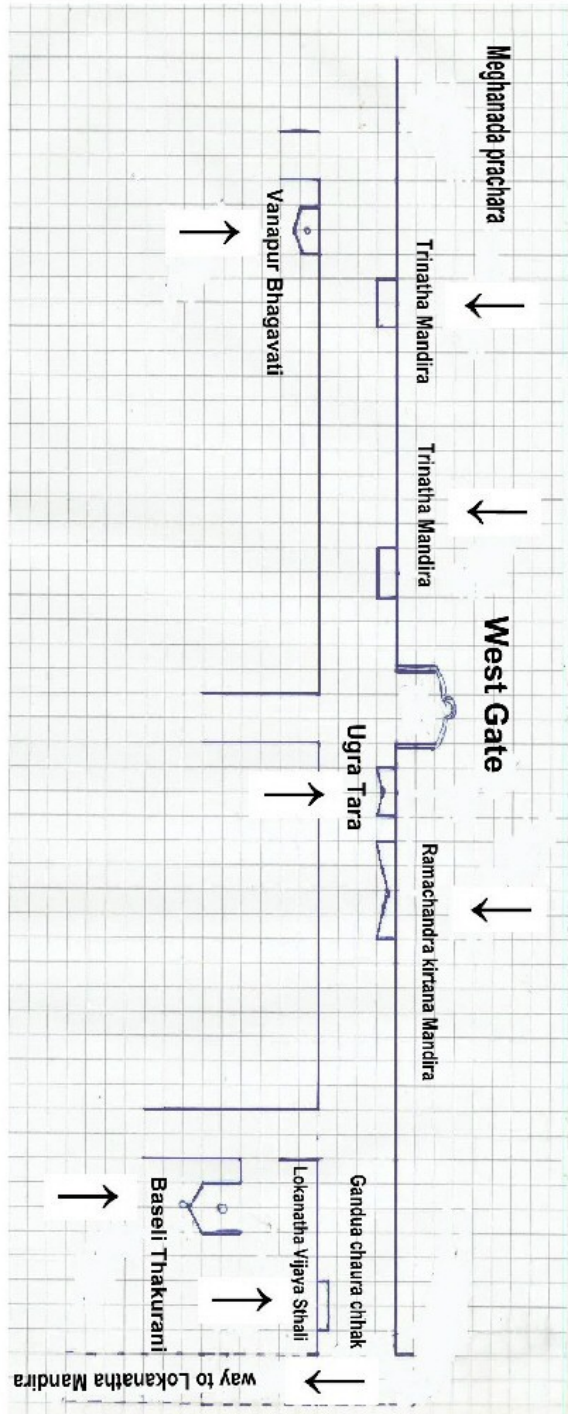 Meghanada prachara
Trinatha Mandira
Vanapur Bhagavati
Trinatha Mandira
West Gate
Ugra Tara
Ramachandra kirtana Mandira
Gandua chaura chhak
Lokanatha Vijaya Sthali
Baseli Thakurani
way to Lokanatha Mandira